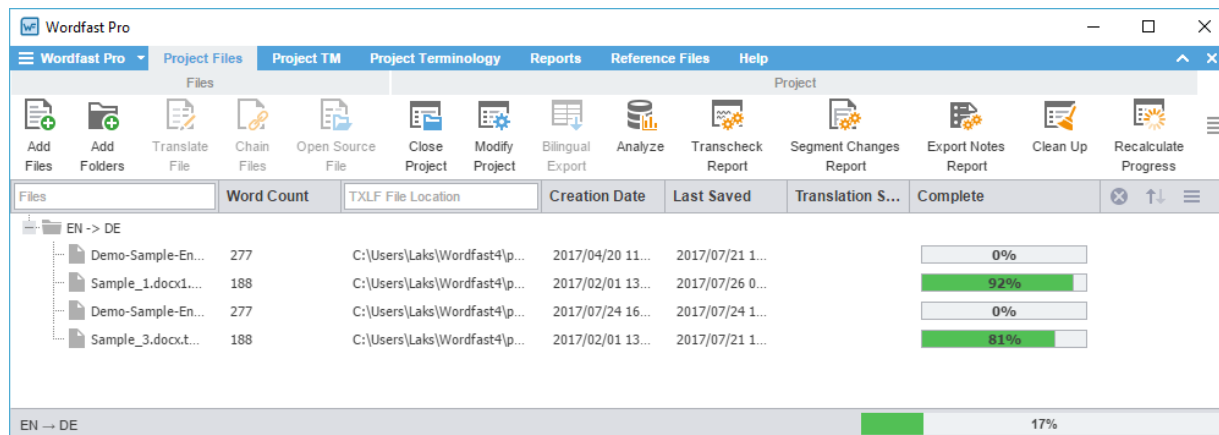 WF Wordfast Pro
Wordfast Pro Project Files Project TM Project Terminology Reports Reference Files Help
Files Project
Add Files Add Folders Translate File Chain Files Open Source File Close Project Modify Project Bilingual Export Analyze Transcheck Report Segment Changes Report Export Notes Report Clean Up Recalculate Progress
Files Word Count TXLF File Location Creation Date Last Saved Translation S... Complete
EN -> DE
Demo-Sample-En... 277 C:\Users\Laks\Wordfast4\p... 2017/04/20 11... 2017/07/21 1... 0%
Sample_1.docx1.... 188 C:\Users\Laks\Wordfast4\p... 2017/02/01 13... 2017/07/26 0... 92%
Demo-Sample-En... 277 C:\Users\Laks\Wordfast4\p... 2017/07/24 16... 2017/07/24 1... 0%
Sample_3.docx.t... 188 C:\Users\Laks\Wordfast4\p... 2017/02/01 13... 2017/07/21 1... 81%
EN → DE 17%